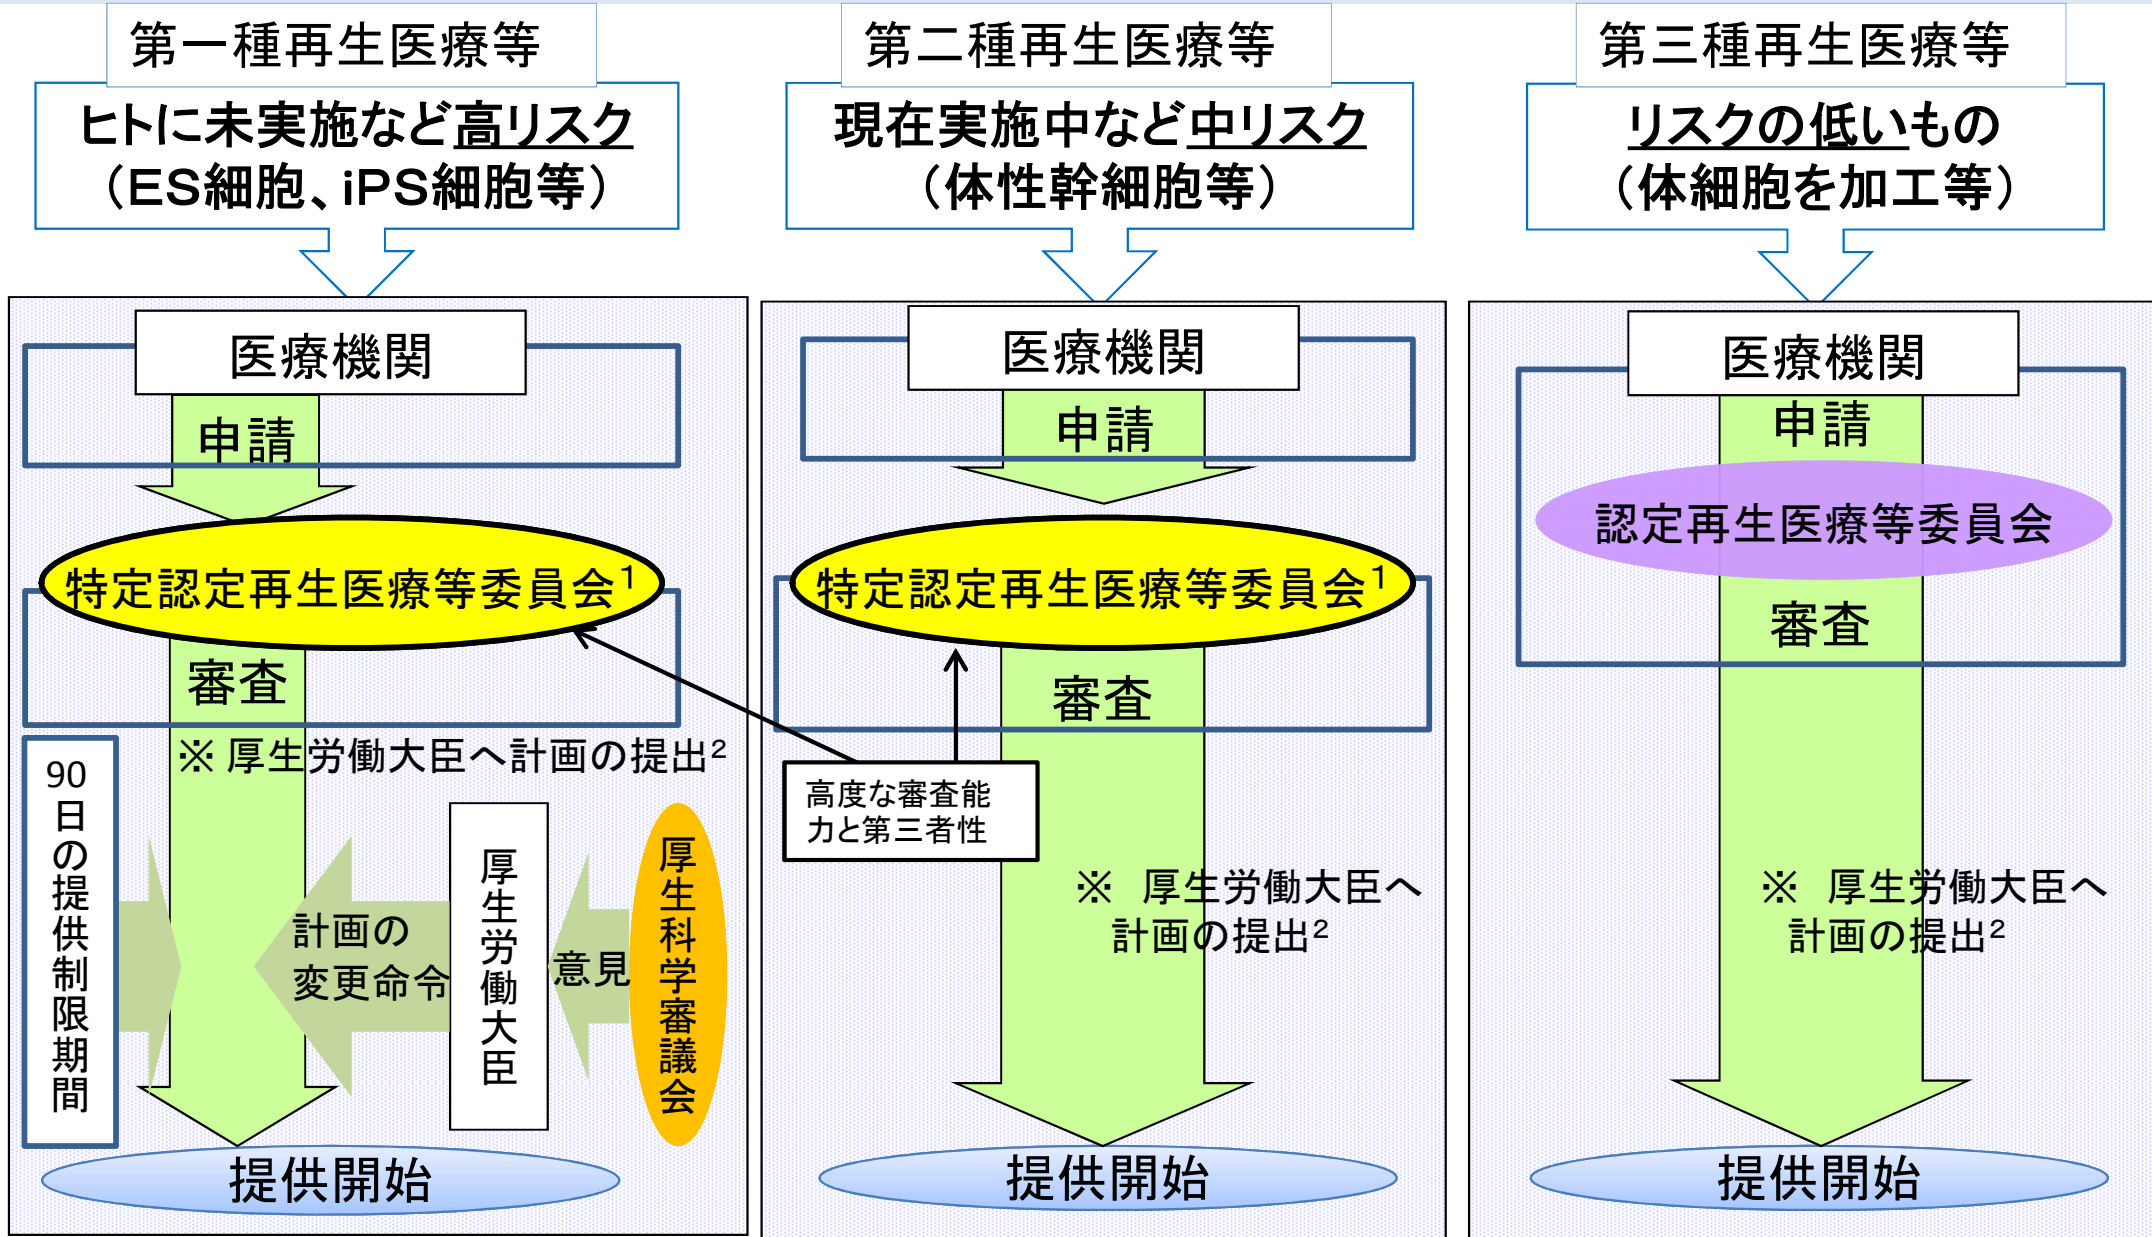 第一種再生医療等
ヒトに未実施など高リスク
（ES細胞、iPS細胞等）
医療機関
申請
特定認定再生医療等委員会1
審査
※ 厚生労働大臣へ計画の提出2
90
日の提供制限期間
計画の
変更命令
厚生労働大臣
意見
厚生科学審議会
提供開始
第二種再生医療等
現在実施中など中リスク
（体性幹細胞等）
医療機関
申請
特定認定再生医療等委員会1
審査
高度な審査能
力と第三者性
※ 厚生労働大臣へ
計画の提出2
提供開始
第三種再生医療等
リスクの低いもの
（体細胞を加工等）
医療機関
申請
認定再生医療等委員会
審査
※ 厚生労働大臣へ
計画の提出2
提供開始